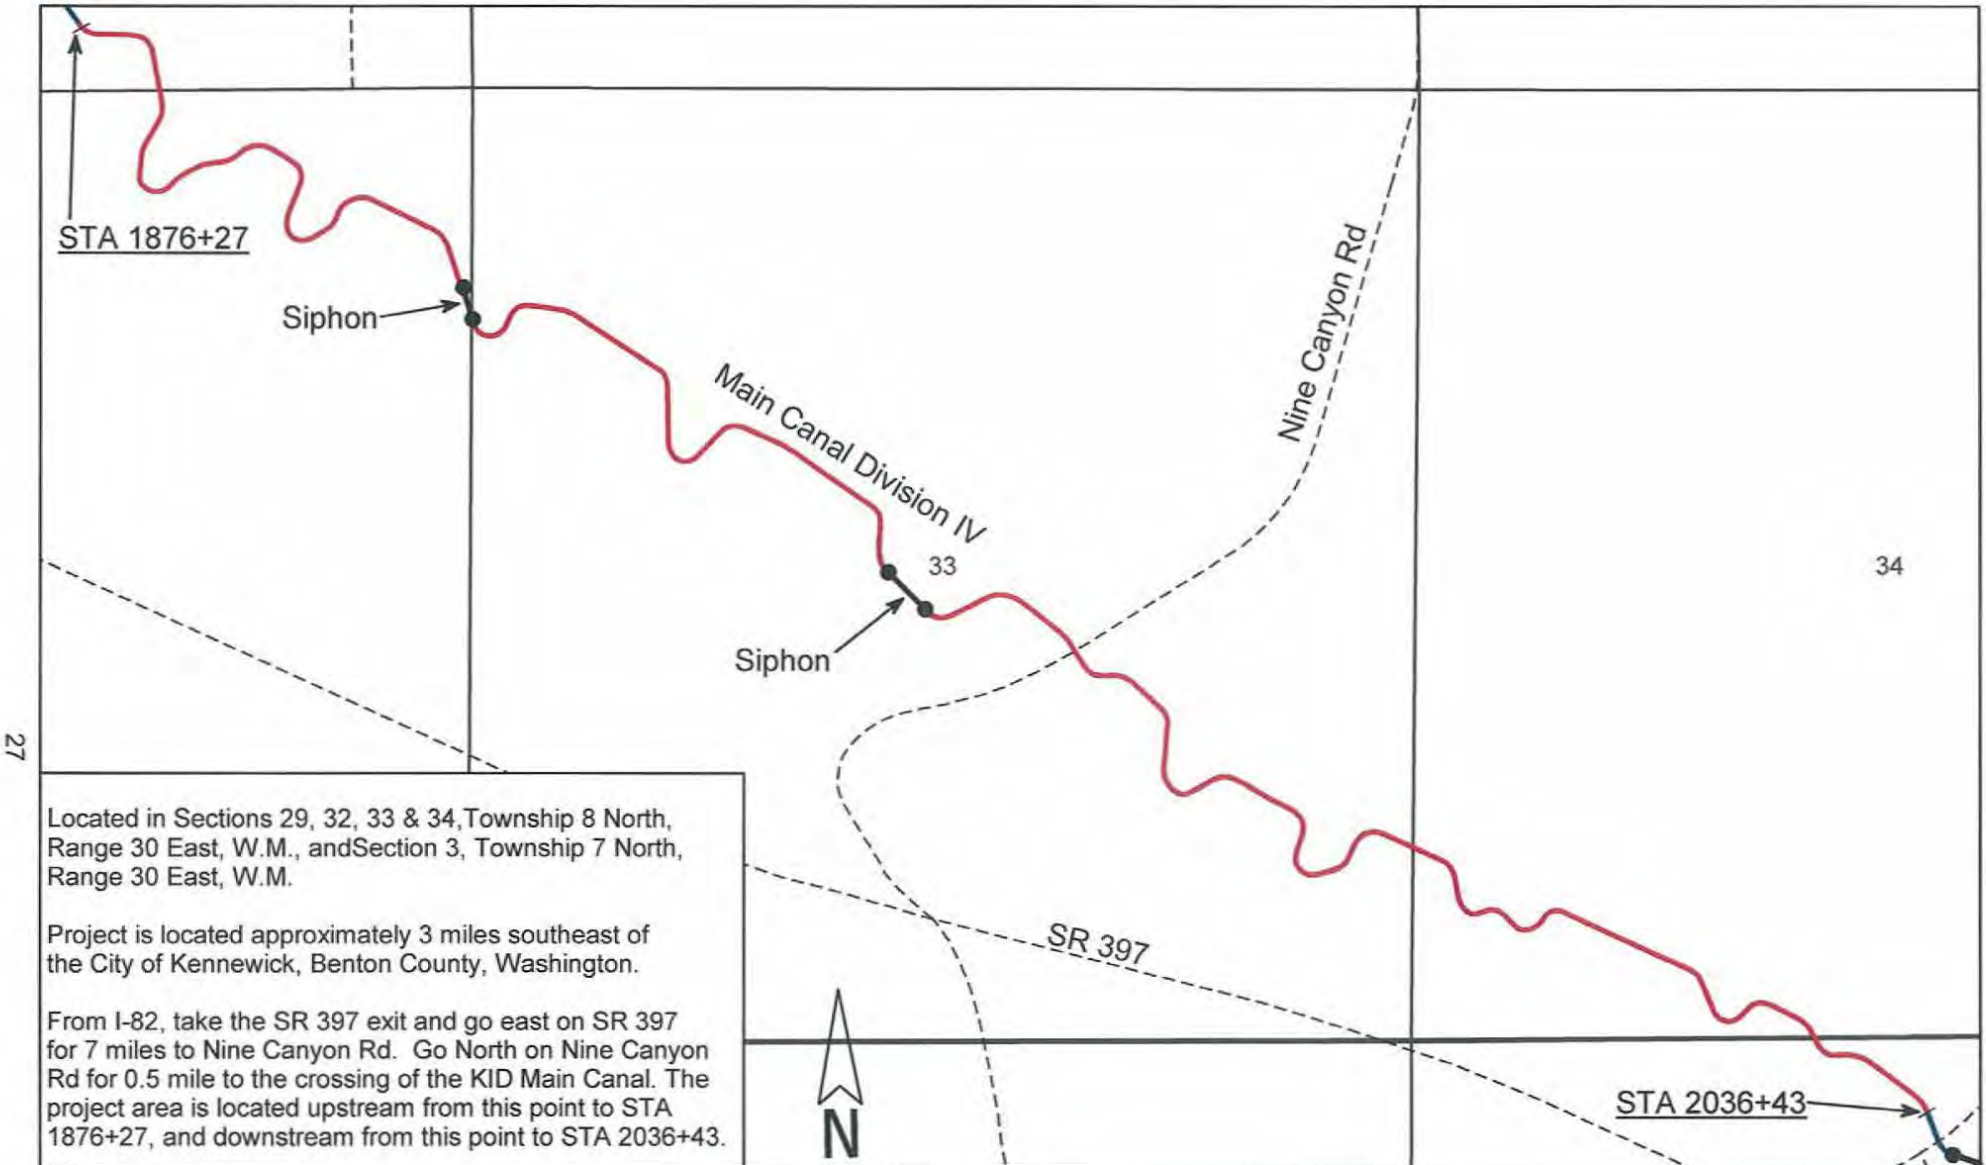 STA 1876+27
Siphon
Main Canal Division IV
Nine Canyon Rd
33
34
Siphon
27
Located in Sections 29, 32, 33 & 34,Township 8 North,
Range 30 East, W.M., andSection 3, Township 7 North,
Range 30 East, W.M.
Project is located approximately 3 miles southeast of
the City of Kennewick, Benton County, Washington.
From I-82, take the SR 397 exit and go east on SR 397
for 7 miles to Nine Canyon Rd.  Go North on Nine Canyon
Rd for 0.5 mile to the crossing of the KID Main Canal. The
project area is located upstream from this point to STA
1876+27, and downstream from this point to STA 2036+43.
SR 397
N
STA 2036+43